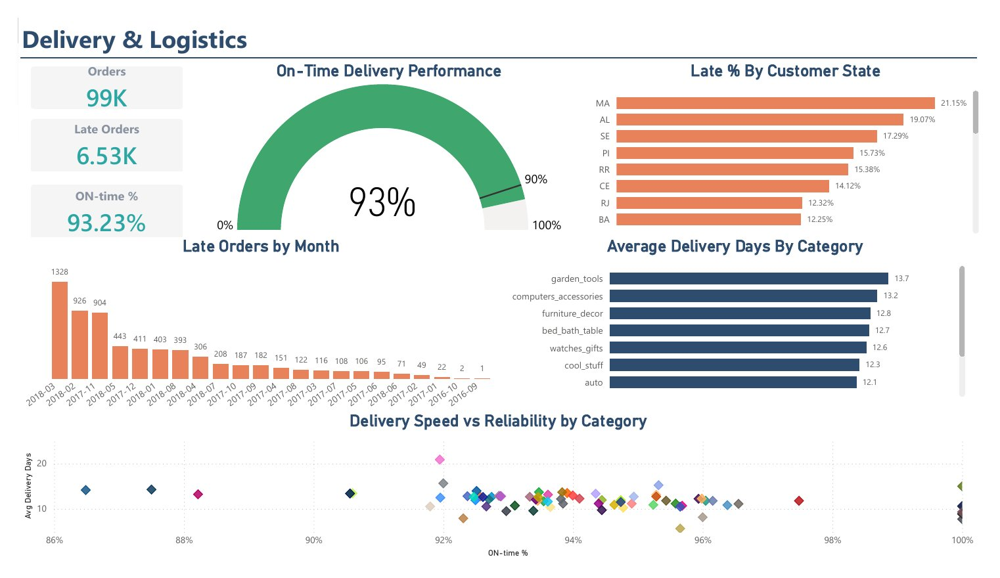 Delivery & Logistics
Orders
99K
Late Orders
6.53K
ON-time %
93.23%
On-Time Delivery Performance
90%
93%
0%
100%
Late % By Customer State
MA 21.15%
AL 19.07%
SE 17.29%
PI 15.73%
RR 15.38%
CE 14.12%
RJ 12.32%
BA 12.25%
Late Orders by Month
1328 926 904 443 411 403 393 306 208 187 182 151 122 116 108 106 95 71 49 22 2 1
2018-03 2018-02 2017-11 2018-05 2017-12 2018-01 2018-08 2018-04 2018-07 2017-10 2017-09 2017-04 2017-08 2017-03 2017-07 2017-05 2017-06 2018-06 2017-02 2017-01 2016-10 2016-09
Average Delivery Days By Category
garden_tools 13.7
computers_accessories 13.2
furniture_decor 12.8
bed_bath_table 12.7
watches_gifts 12.6
cool_stuff 12.3
auto 12.1
Delivery Speed vs Reliability by Category
Avg Delivery Days
20
10
86% 88% 90% 92% 94% 96% 98% 100%
ON-time %